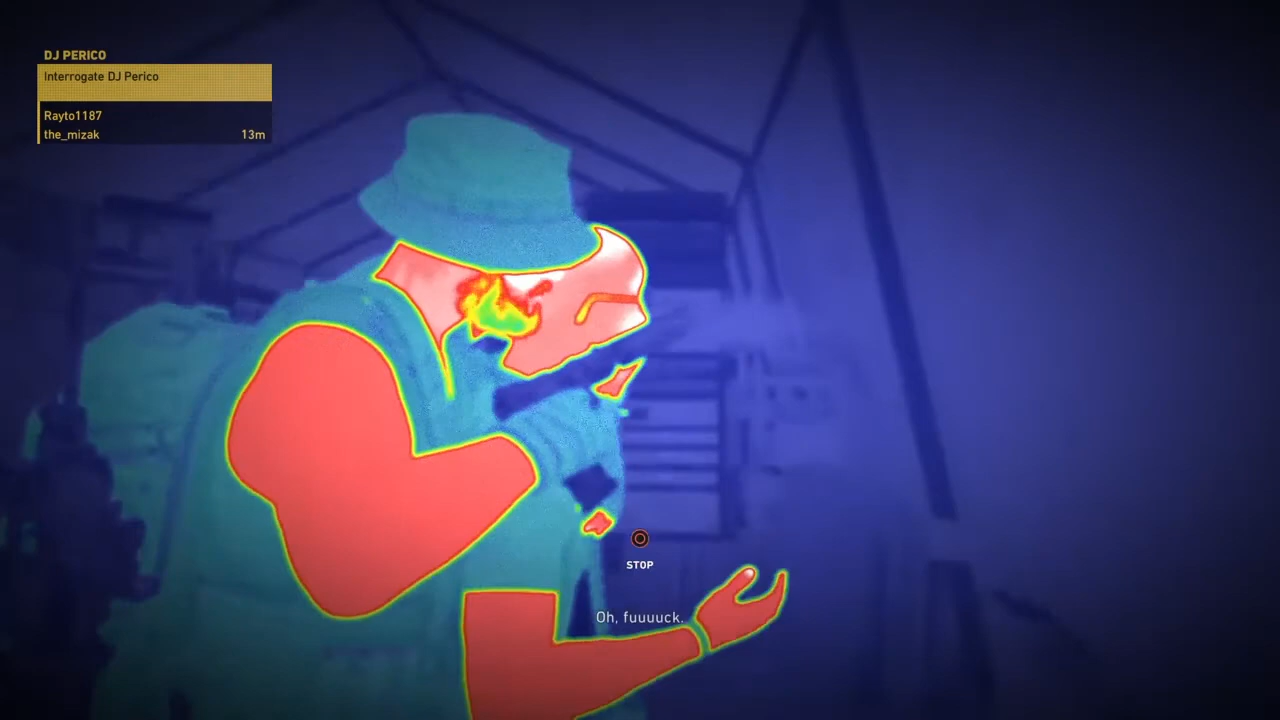 DJ PERICO
Interrogate DJ Perico
Rayto1187
the_mizak 13m
STOP
Oh, fuuuuck.